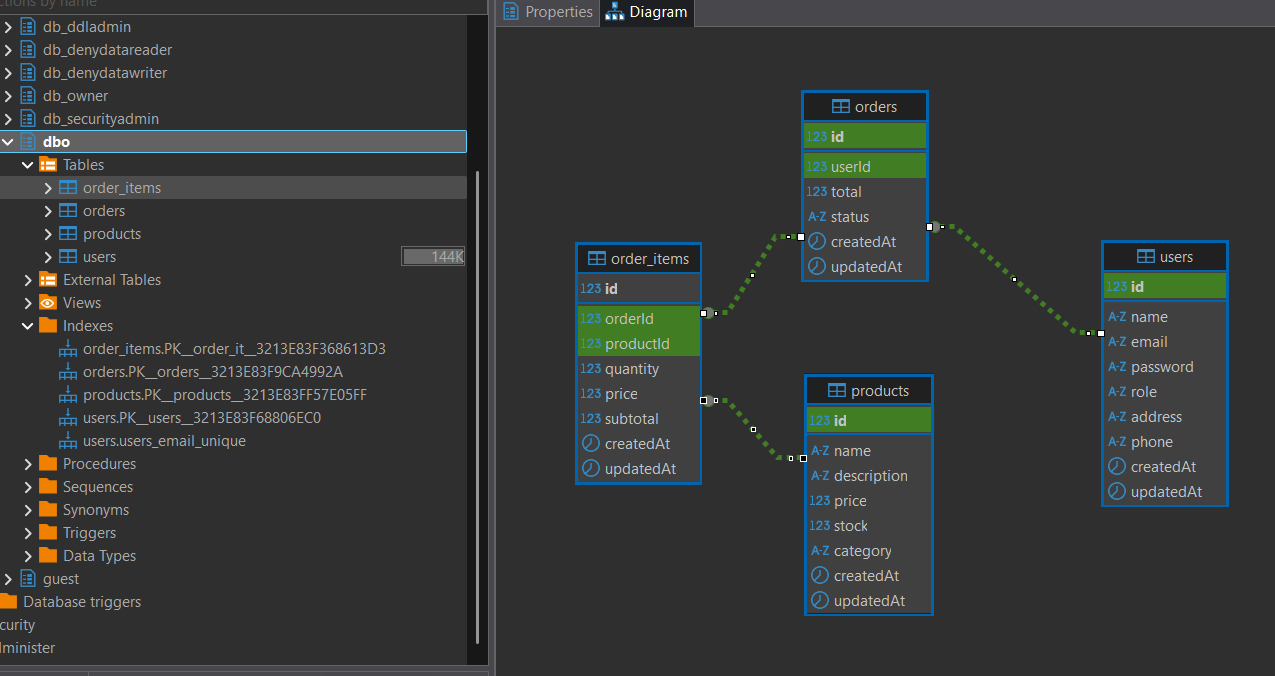 ctions by name
db_ddladmin
db_denydatareader
db_denydatawriter
db_owner
db_securityadmin
dbo
Tables
order_items
orders
products
users
144K
External Tables
Views
Indexes
order_items.PK__order_it__3213E83F368613D3
orders.PK__orders__3213E83F9CA4992A
products.PK__products__3213E83FF57E05FF
users.PK__users__3213E83F68806EC0
users.users_email_unique
Procedures
Sequences
Synonyms
Triggers
Data Types
guest
Database triggers
curity
lminister
Properties
Diagram
orders
123 id
123 userId
123 total
A-Z status
createdAt
updatedAt
order_items
123 id
123 orderId
123 productId
123 quantity
123 price
123 subtotal
createdAt
updatedAt
products
123 id
A-Z name
A-Z description
123 price
123 stock
A-Z category
createdAt
updatedAt
users
123 id
A-Z name
A-Z email
A-Z password
A-Z role
A-Z address
A-Z phone
createdAt
updatedAt